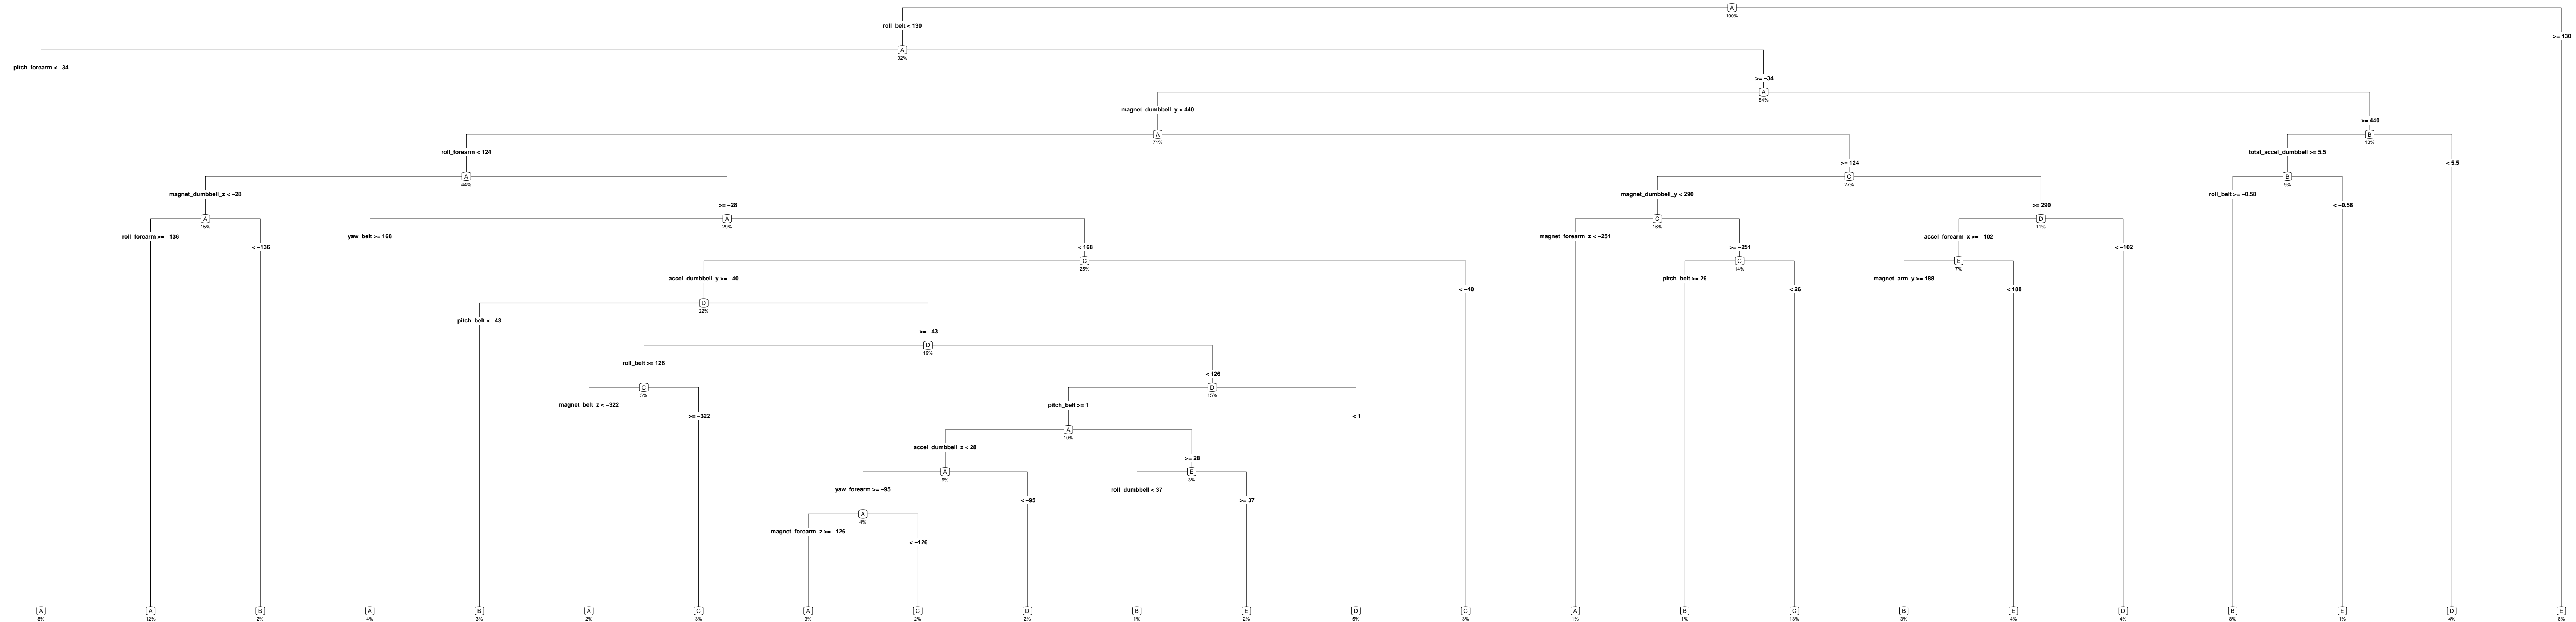 A
100%
roll_belt < 130
>= 130
A
92%
pitch_forearm < −34
>= −34
A
84%
magnet_dumbbell_y < 440
>= 440
A
71%
B
13%
roll_forearm < 124
total_accel_dumbbell >= 5.5
>= 124
< 5.5
A
44%
C
27%
B
9%
magnet_dumbbell_z < −28
magnet_dumbbell_y < 290
roll_belt >= −0.58
>= −28
>= 290
< −0.58
A
15%
A
29%
C
16%
D
11%
roll_forearm >= −136
yaw_belt >= 168
magnet_forearm_z < −251
accel_forearm_x >= −102
< −136
< 168
>= −251
< −102
C
25%
C
14%
E
7%
accel_dumbbell_y >= −40
pitch_belt >= 26
magnet_arm_y >= 188
< −40
< 26
< 188
D
22%
pitch_belt < −43
>= −43
D
19%
roll_belt >= 126
< 126
C
5%
D
15%
magnet_belt_z < −322
pitch_belt >= 1
>= −322
< 1
A
10%
accel_dumbbell_z < 28
>= 28
A
6%
E
3%
yaw_forearm >= −95
roll_dumbbell < 37
< −95
>= 37
A
4%
magnet_forearm_z >= −126
< −126
A A B A B A C A C D B E D C A B C B E D B E D E
8% 12% 2% 4% 3% 2% 3% 3% 2% 2% 1% 2% 5% 3% 1% 1% 13% 3% 4% 4% 8% 1% 4% 8%